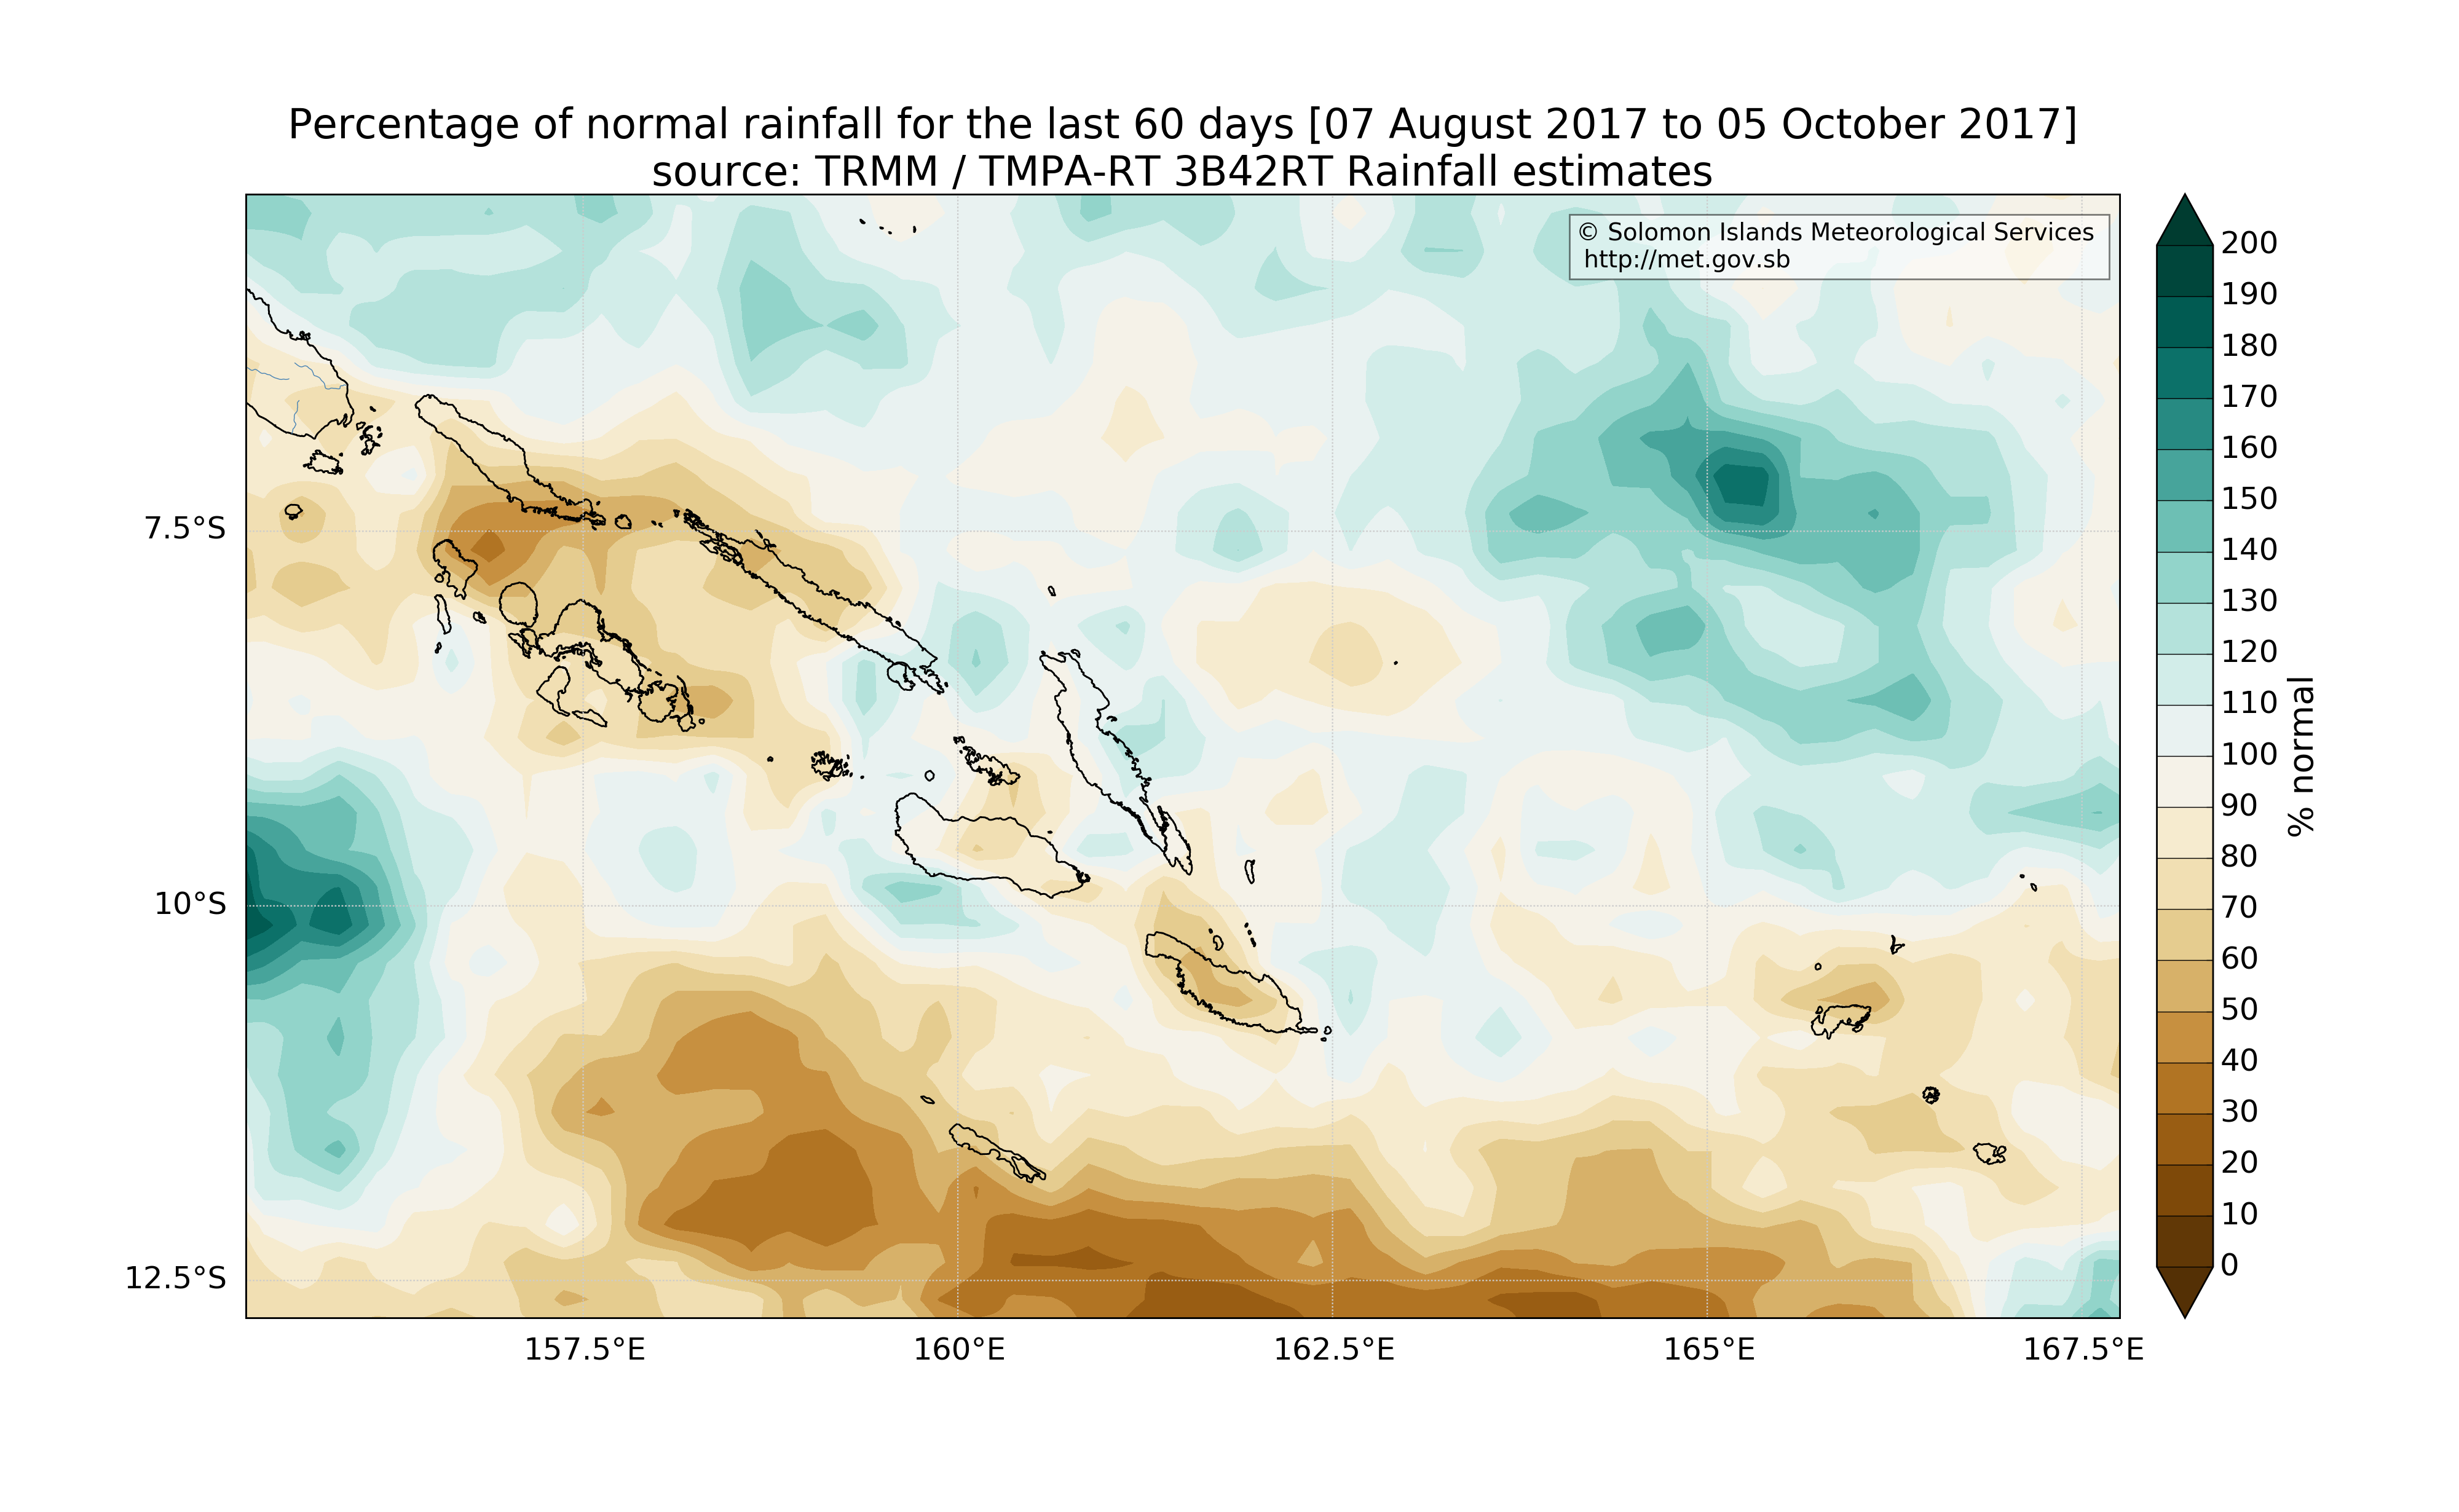 Percentage of normal rainfall for the last 60 days [07 August 2017 to 05 October 2017]
source: TRMM / TMPA-RT 3B42RT Rainfall estimates
© Solomon Islands Meteorological Services
http://met.gov.sb
7.5°S
10°S
12.5°S
157.5°E
160°E
162.5°E
165°E
167.5°E
200
190
180
170
160
150
140
130
120
110
100
90
80
70
60
50
40
30
20
10
0
% normal